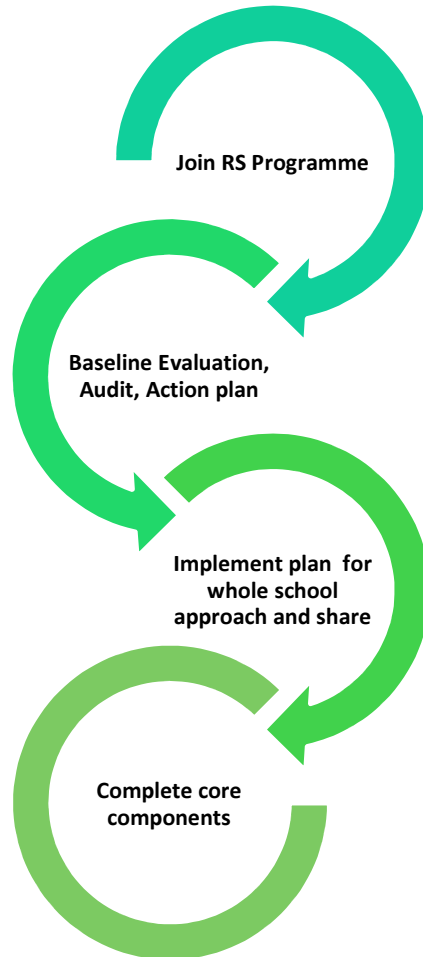 Join RS Programme
Baseline Evaluation,
Audit, Action plan
Implement plan  for
whole school
approach and share
Complete core
components